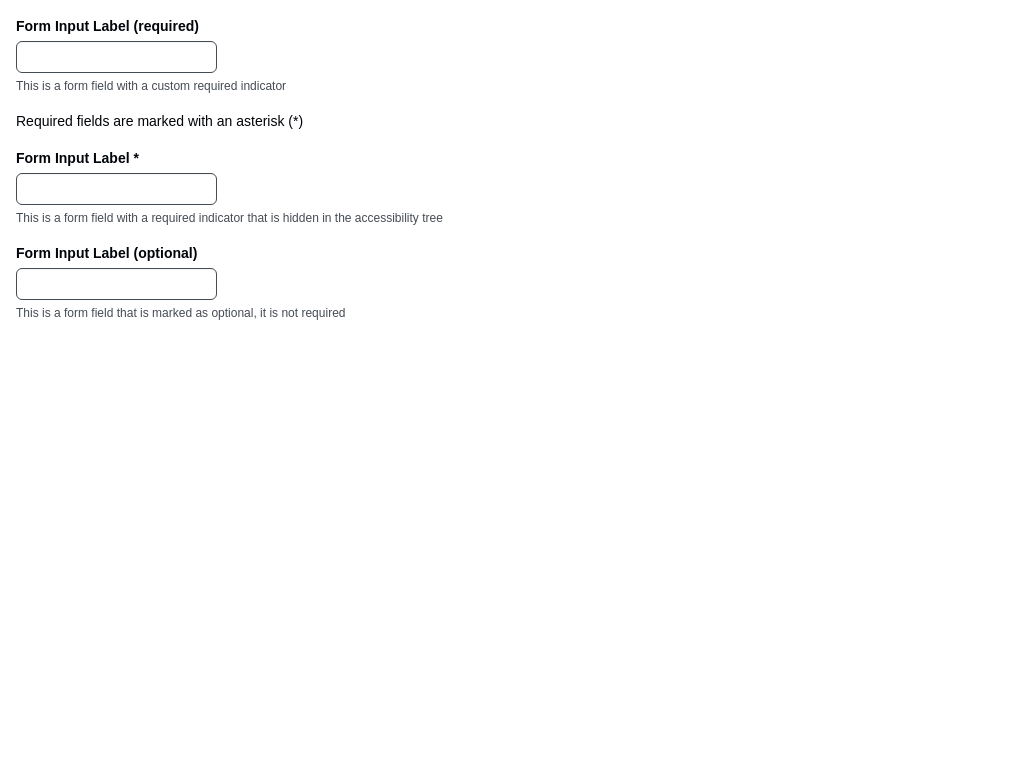 Form Input Label (required)
This is a form field with a custom required indicator
Required fields are marked with an asterisk (*)
Form Input Label *
This is a form field with a required indicator that is hidden in the accessibility tree
Form Input Label (optional)
This is a form field that is marked as optional, it is not required